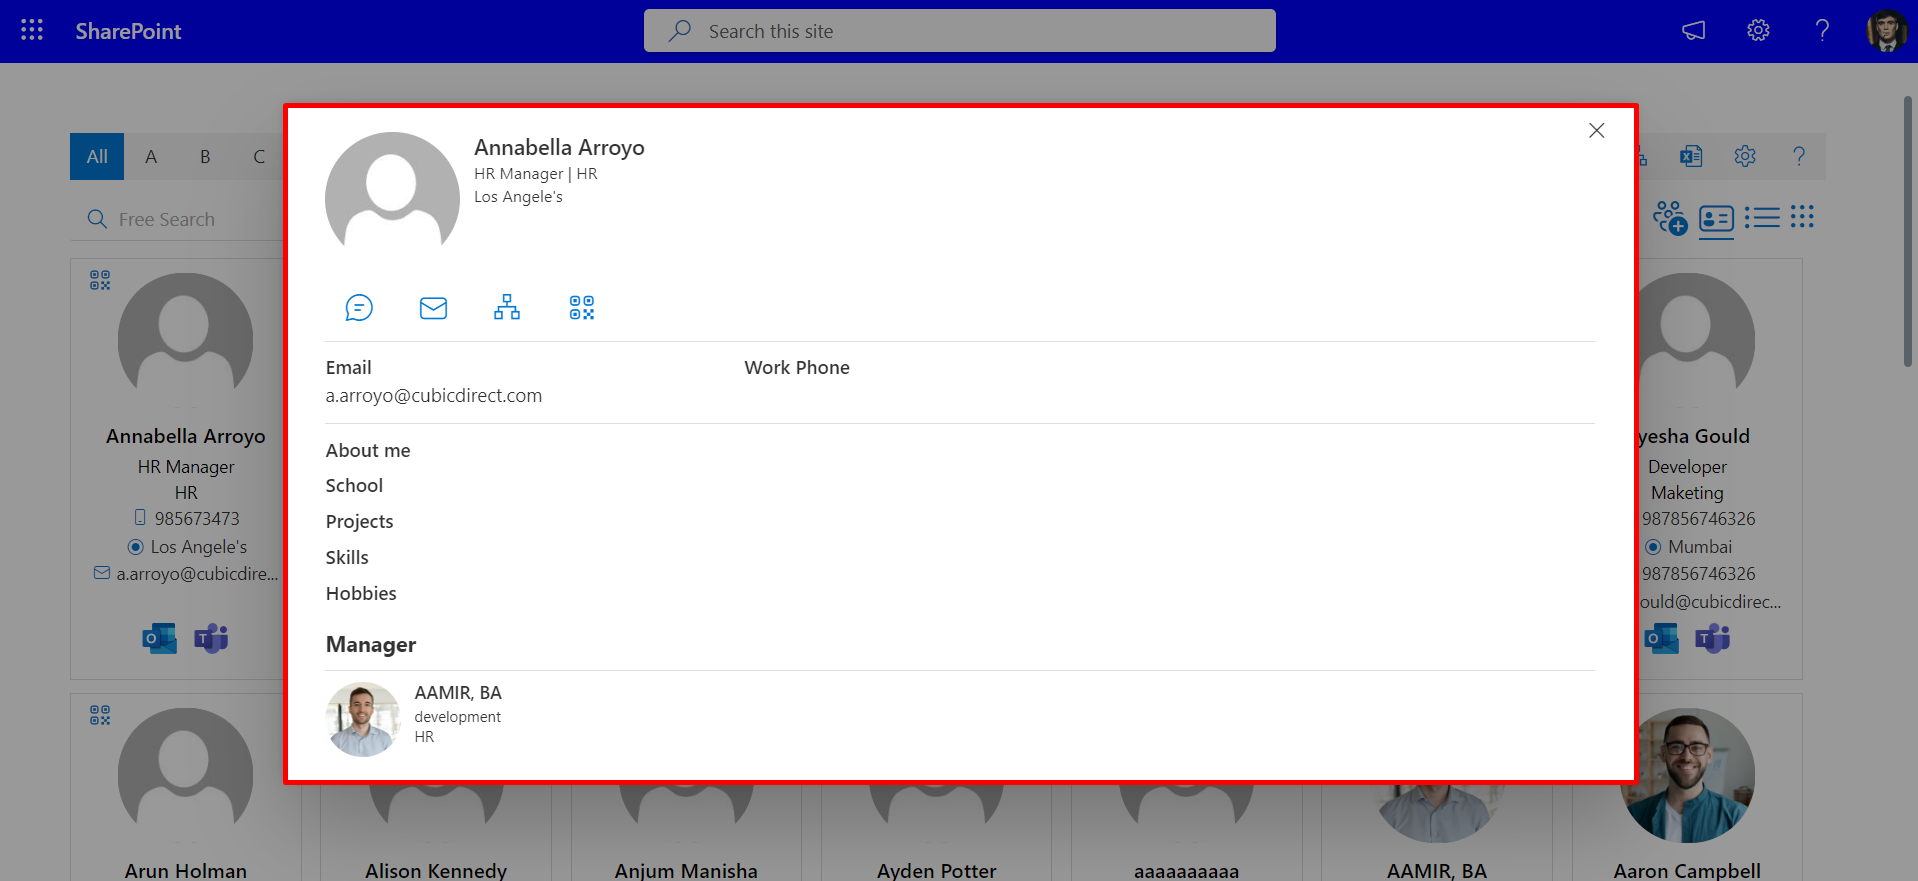 SharePoint
Search this site
All A B C
Free Search
Annabella Arroyo
HR Manager
HR
985673473
Los Angele's
a.arroyo@cubicdire...
Annabella Arroyo
HR Manager | HR
Los Angele's
Email
a.arroyo@cubicdirect.com
Work Phone
About me
School
Projects
Skills
Hobbies
Manager
AAMIR, BA
development
HR
yesha Gould
Developer
Maketing
987856746326
Mumbai
987856746326
ould@cubicdirec...
Arun Holman
Alison Kennedy
Anjum Manisha
Ayden Potter
aaaaaaaaaa
AAMIR, BA
Aaron Campbell